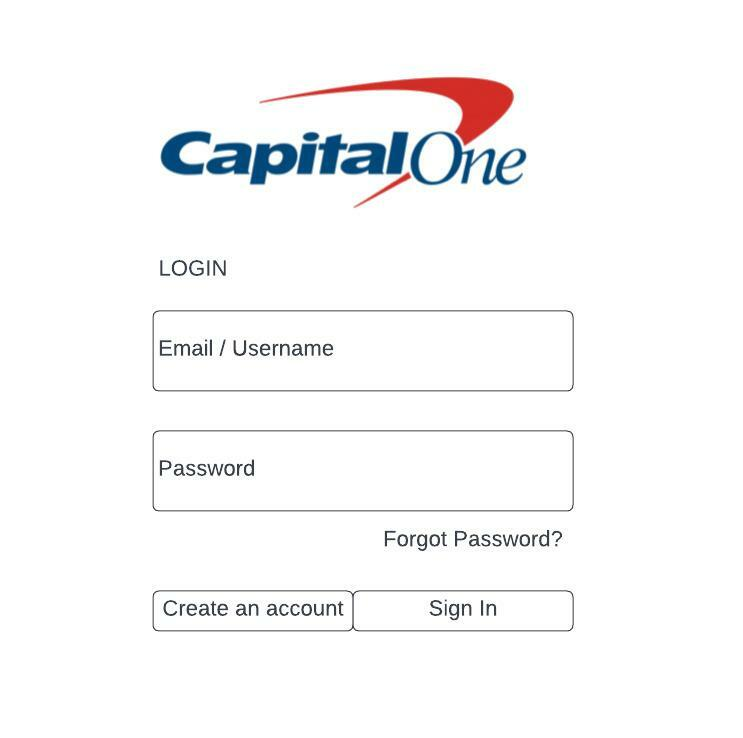 CapitalOne
LOGIN
Email / Username
Password
Forgot Password?
Create an account
Sign In